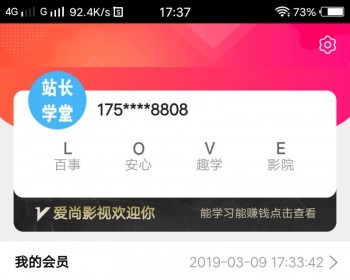 4G G 92.4K/s S 17:37 73%
站长
学堂
175****8808
L O V E
百事 安心 趣学 影院
V 爱尚影视欢迎你 能学习能赚钱点击查看
我的会员 2019-03-09 17:33:42